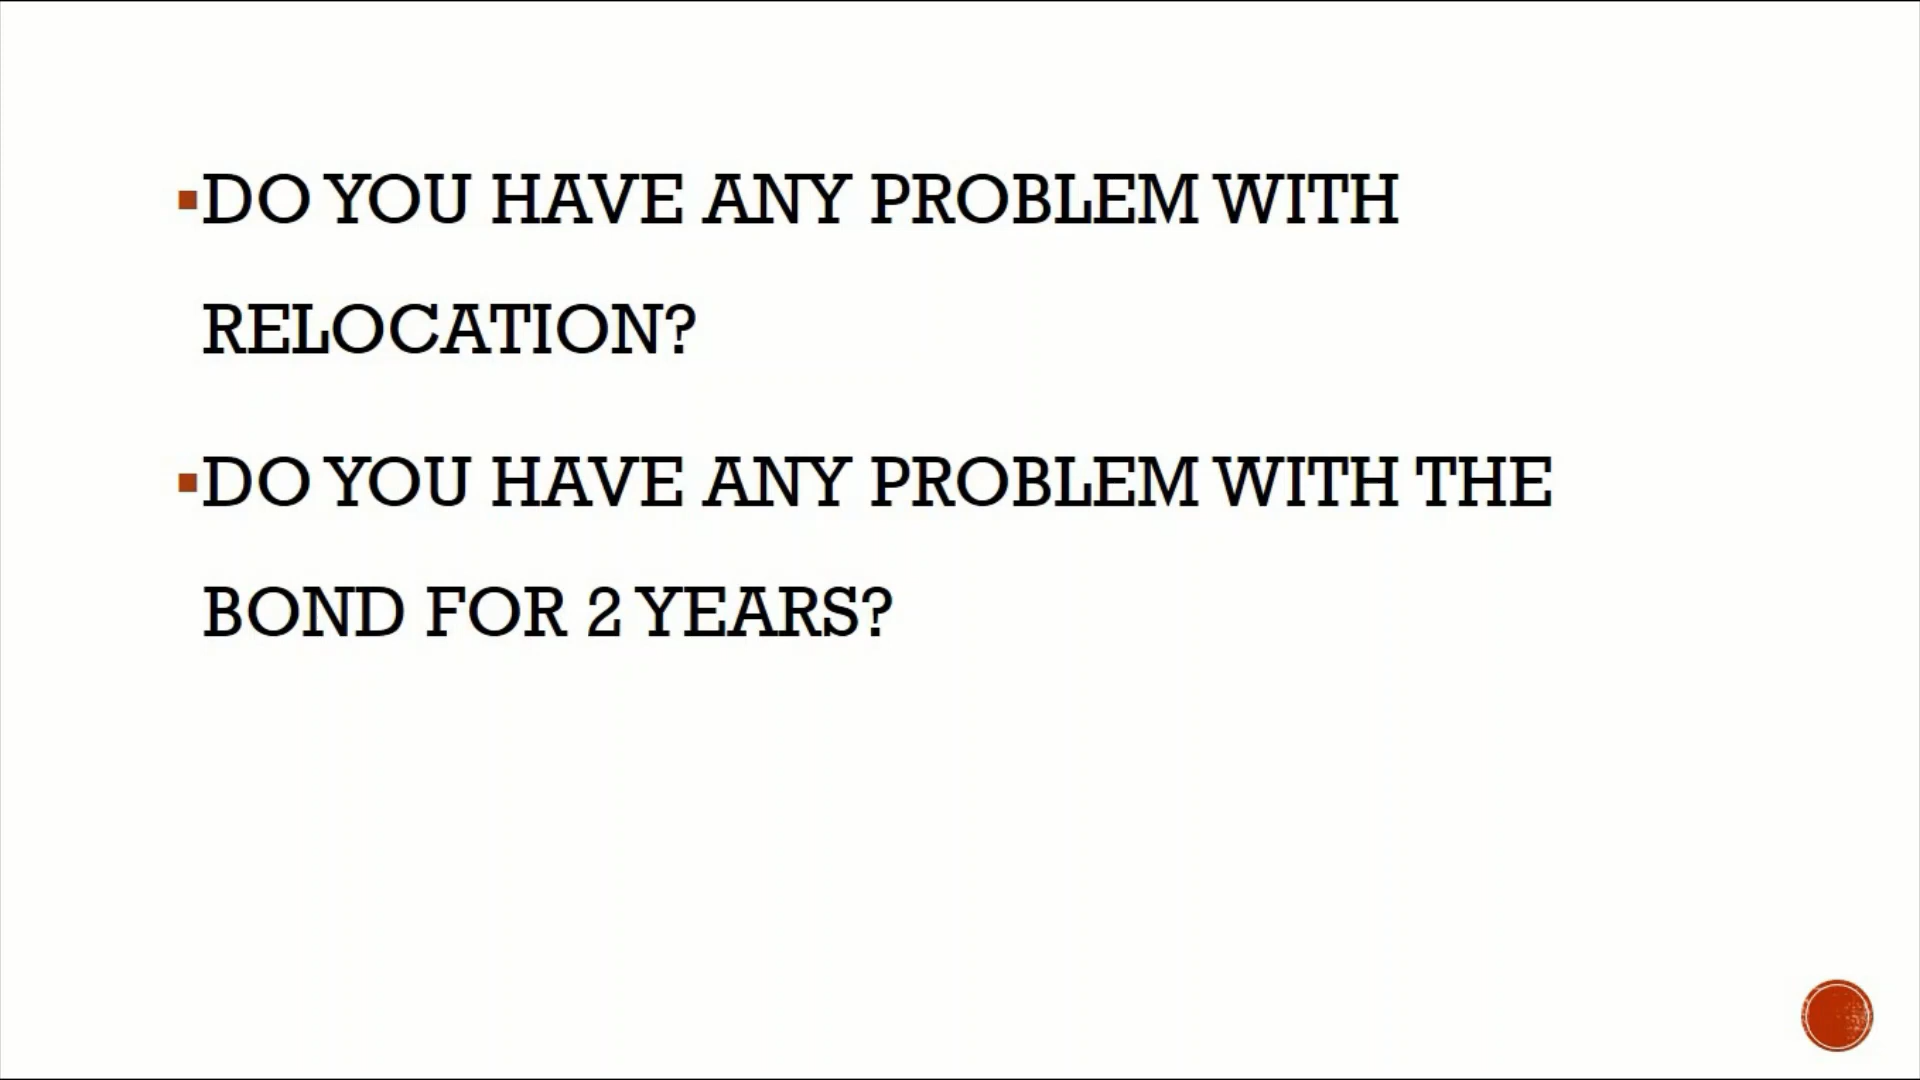 DO YOU HAVE ANY PROBLEM WITH
RELOCATION?
DO YOU HAVE ANY PROBLEM WITH THE
BOND FOR 2 YEARS?